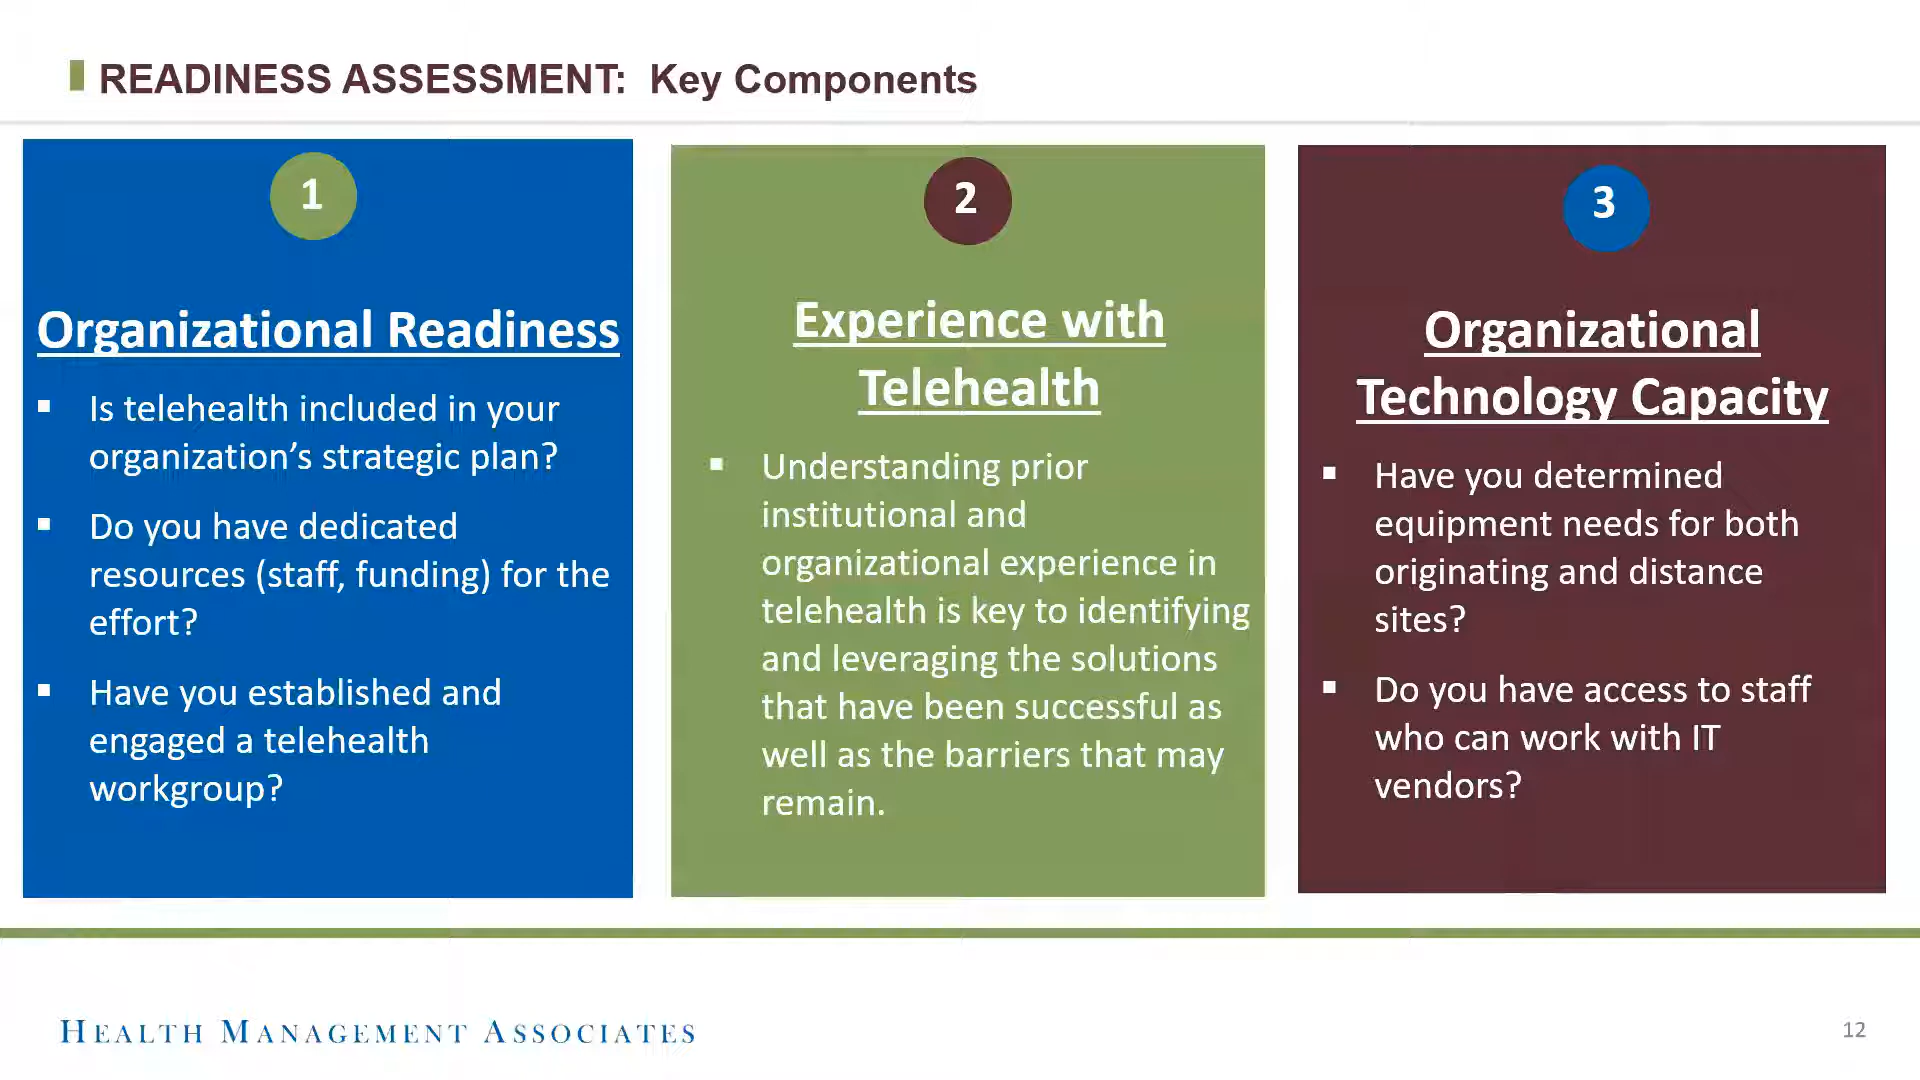 READINESS ASSESSMENT: Key Components
1
Organizational Readiness
▪ Is telehealth included in your
organization’s strategic plan?
▪ Do you have dedicated
resources (staff, funding) for the
effort?
▪ Have you established and
engaged a telehealth
workgroup?
2
Experience with
Telehealth
▪ Understanding prior
institutional and
organizational experience in
telehealth is key to identifying
and leveraging the solutions
that have been successful as
well as the barriers that may
remain.
3
Organizational
Technology Capacity
▪ Have you determined
equipment needs for both
originating and distance
sites?
▪ Do you have access to staff
who can work with IT
vendors?
HEALTH MANAGEMENT ASSOCIATES
12